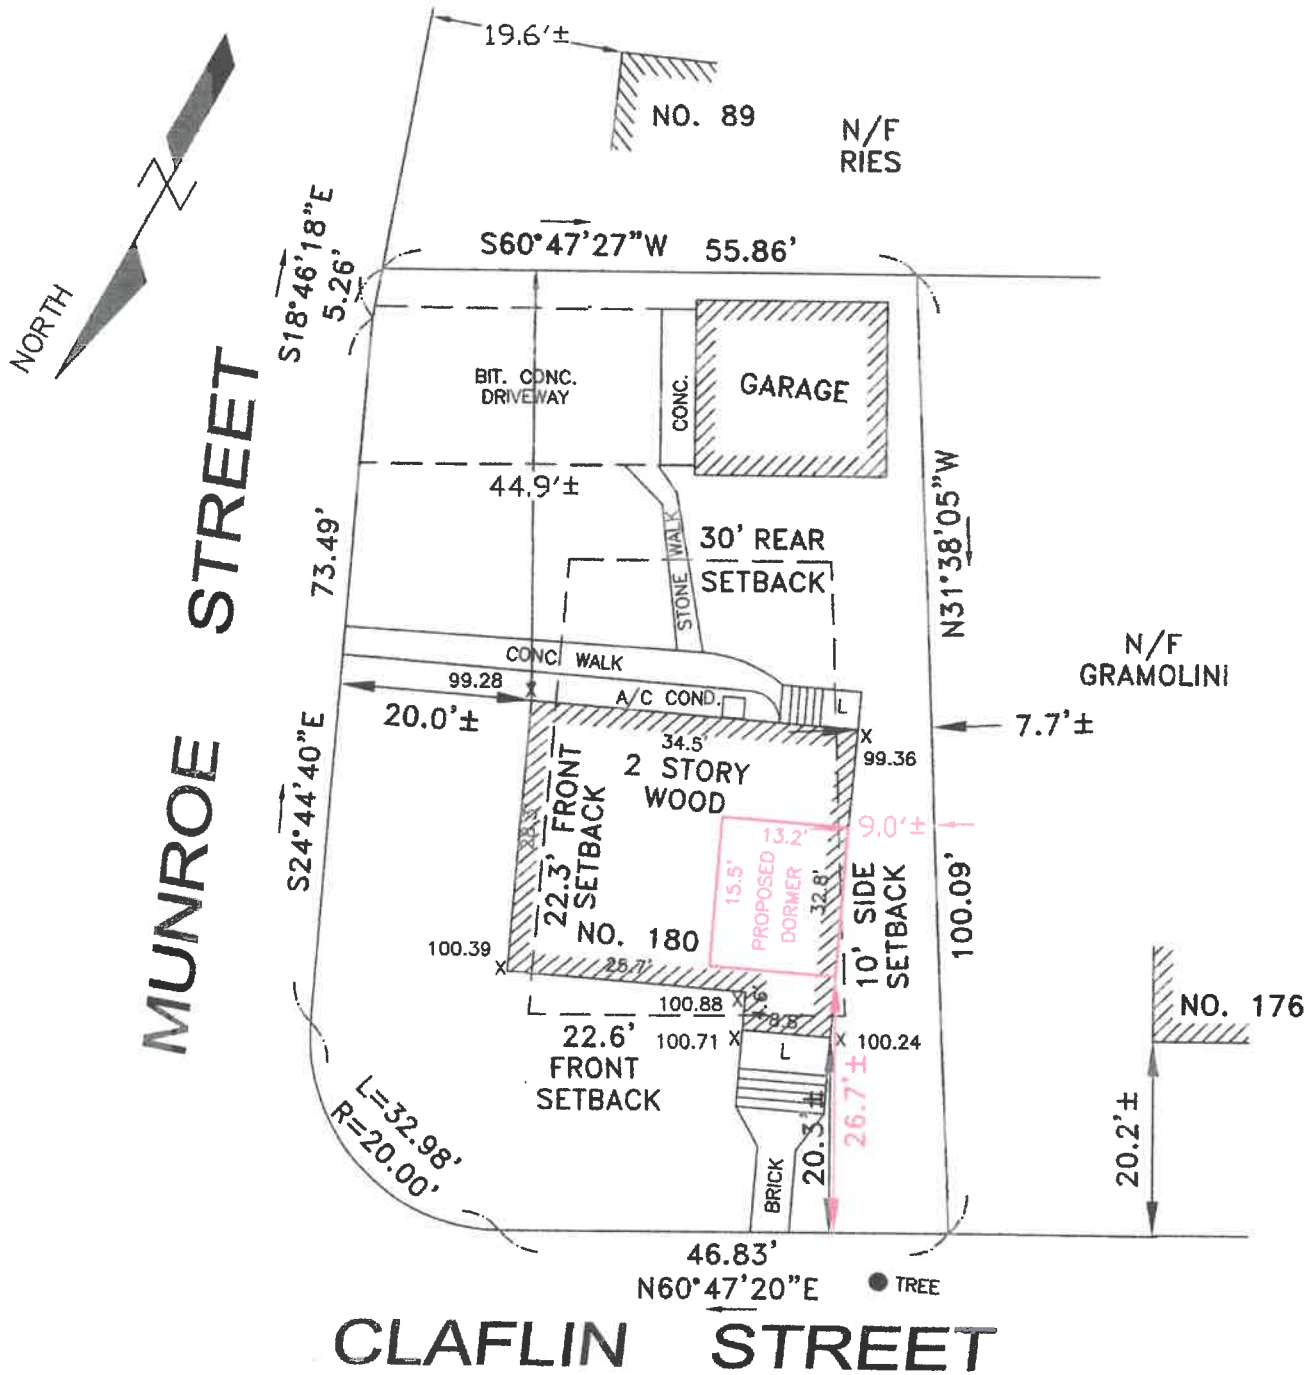 19.6'±
NO. 89
N/F
RIES
NORTH
S18°46'18"E
5.26'
S60°47'27"W 55.86'
BIT. CONC.
DRIVEWAY
CONC.
GARAGE
44.9'±
STONE WALK
30' REAR
SETBACK
N31°38'05"W
100.09'
73.49'
S24°44'40"E
MUNROE STREET
CONC. WALK
99.28
A/C COND.
L
20.0'±
N/F
GRAMOLINI
7.7'±
X
X
99.36
34.5'
2 STORY
WOOD
22.3' FRONT
SETBACK
13.2'
9.0'±
15.5'
PROPOSED
DORMER
32.8'
10' SIDE
SETBACK
NO. 180
100.39
X
25.7'
100.88 X
8.8'
22.6'
FRONT
SETBACK
100.71 X
L
X 100.24
NO. 176
L=32.98'
R=20.00'
BRICK
20.3'±
26.7'±
20.2'±
46.83'
N60°47'20"E
TREE
CLAFLIN STREET